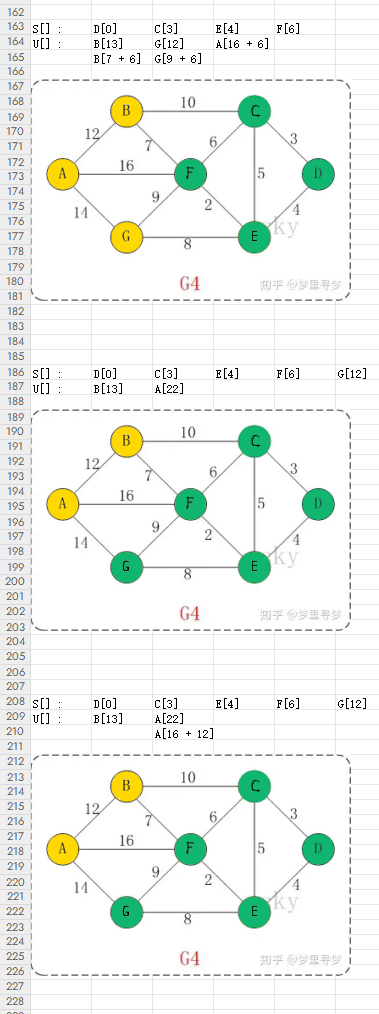 162
163 S[] : D[0] C[3] E[4] F[6]
164 U[] : B[13] G[12] A[16 + 6]
165 B[7 + 6] G[9 + 6]
166
167
168 10
169 B C
170
171 12 7 6 3
172
173 16
174 A F 5 D
175
176 14 9 2 4
177 G E ky
178 8
179
180 G4 知乎 @梦里寻梦
181
182
183
184
185
186 S[] : D[0] C[3] E[4] F[6] G[12]
187 U[] : B[13] A[22]
188
189
190 B 10 C
191
192 12 7 6 3
193
194 16
195 A F 5 D
196
197 14 9 2 4
198
199 G E ky
200 8
201
202 G4 知乎 @梦里寻梦
203
204
205
206
207
208 S[] : D[0] C[3] E[4] F[6] G[12]
209 U[] : B[13] A[22]
210 A[16 + 12]
211
212
213 10
214 B C
215 12 3
216 7 6
217 16
218 A F 5 D
219
220 9 2 4
221 14
222 G E ky
223 8
224
225 G4 知乎 @梦里寻梦
226
227
228